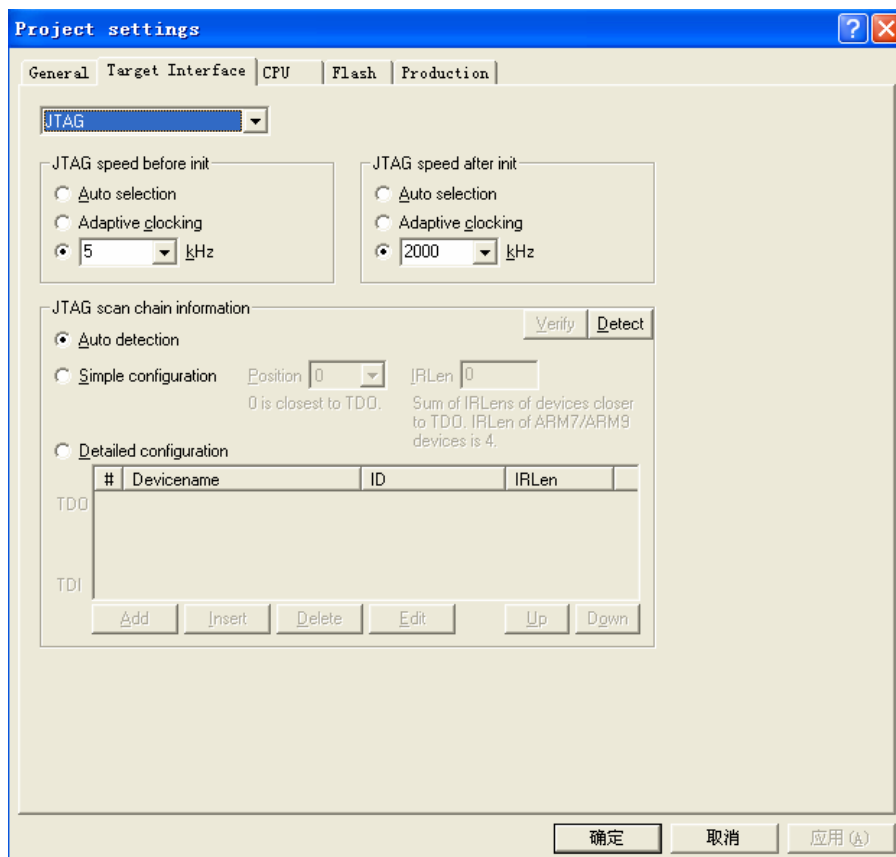 Project settings
General Target Interface CPU Flash Production
JTAG
JTAG speed before init
Auto selection
Adaptive clocking
5 kHz
JTAG speed after init
Auto selection
Adaptive clocking
2000 kHz
JTAG scan chain information
Verify Detect
Auto detection
Simple configuration Position 0 IRLen 0
0 is closest to TDO.
Sum of IRLens of devices closer
to TDO. IRLen of ARM7/ARM9
devices is 4.
Detailed configuration
# Devicename ID IRLen
TDO
TDI
Add Insert Delete Edit Up Down
确定 取消 应用(A)